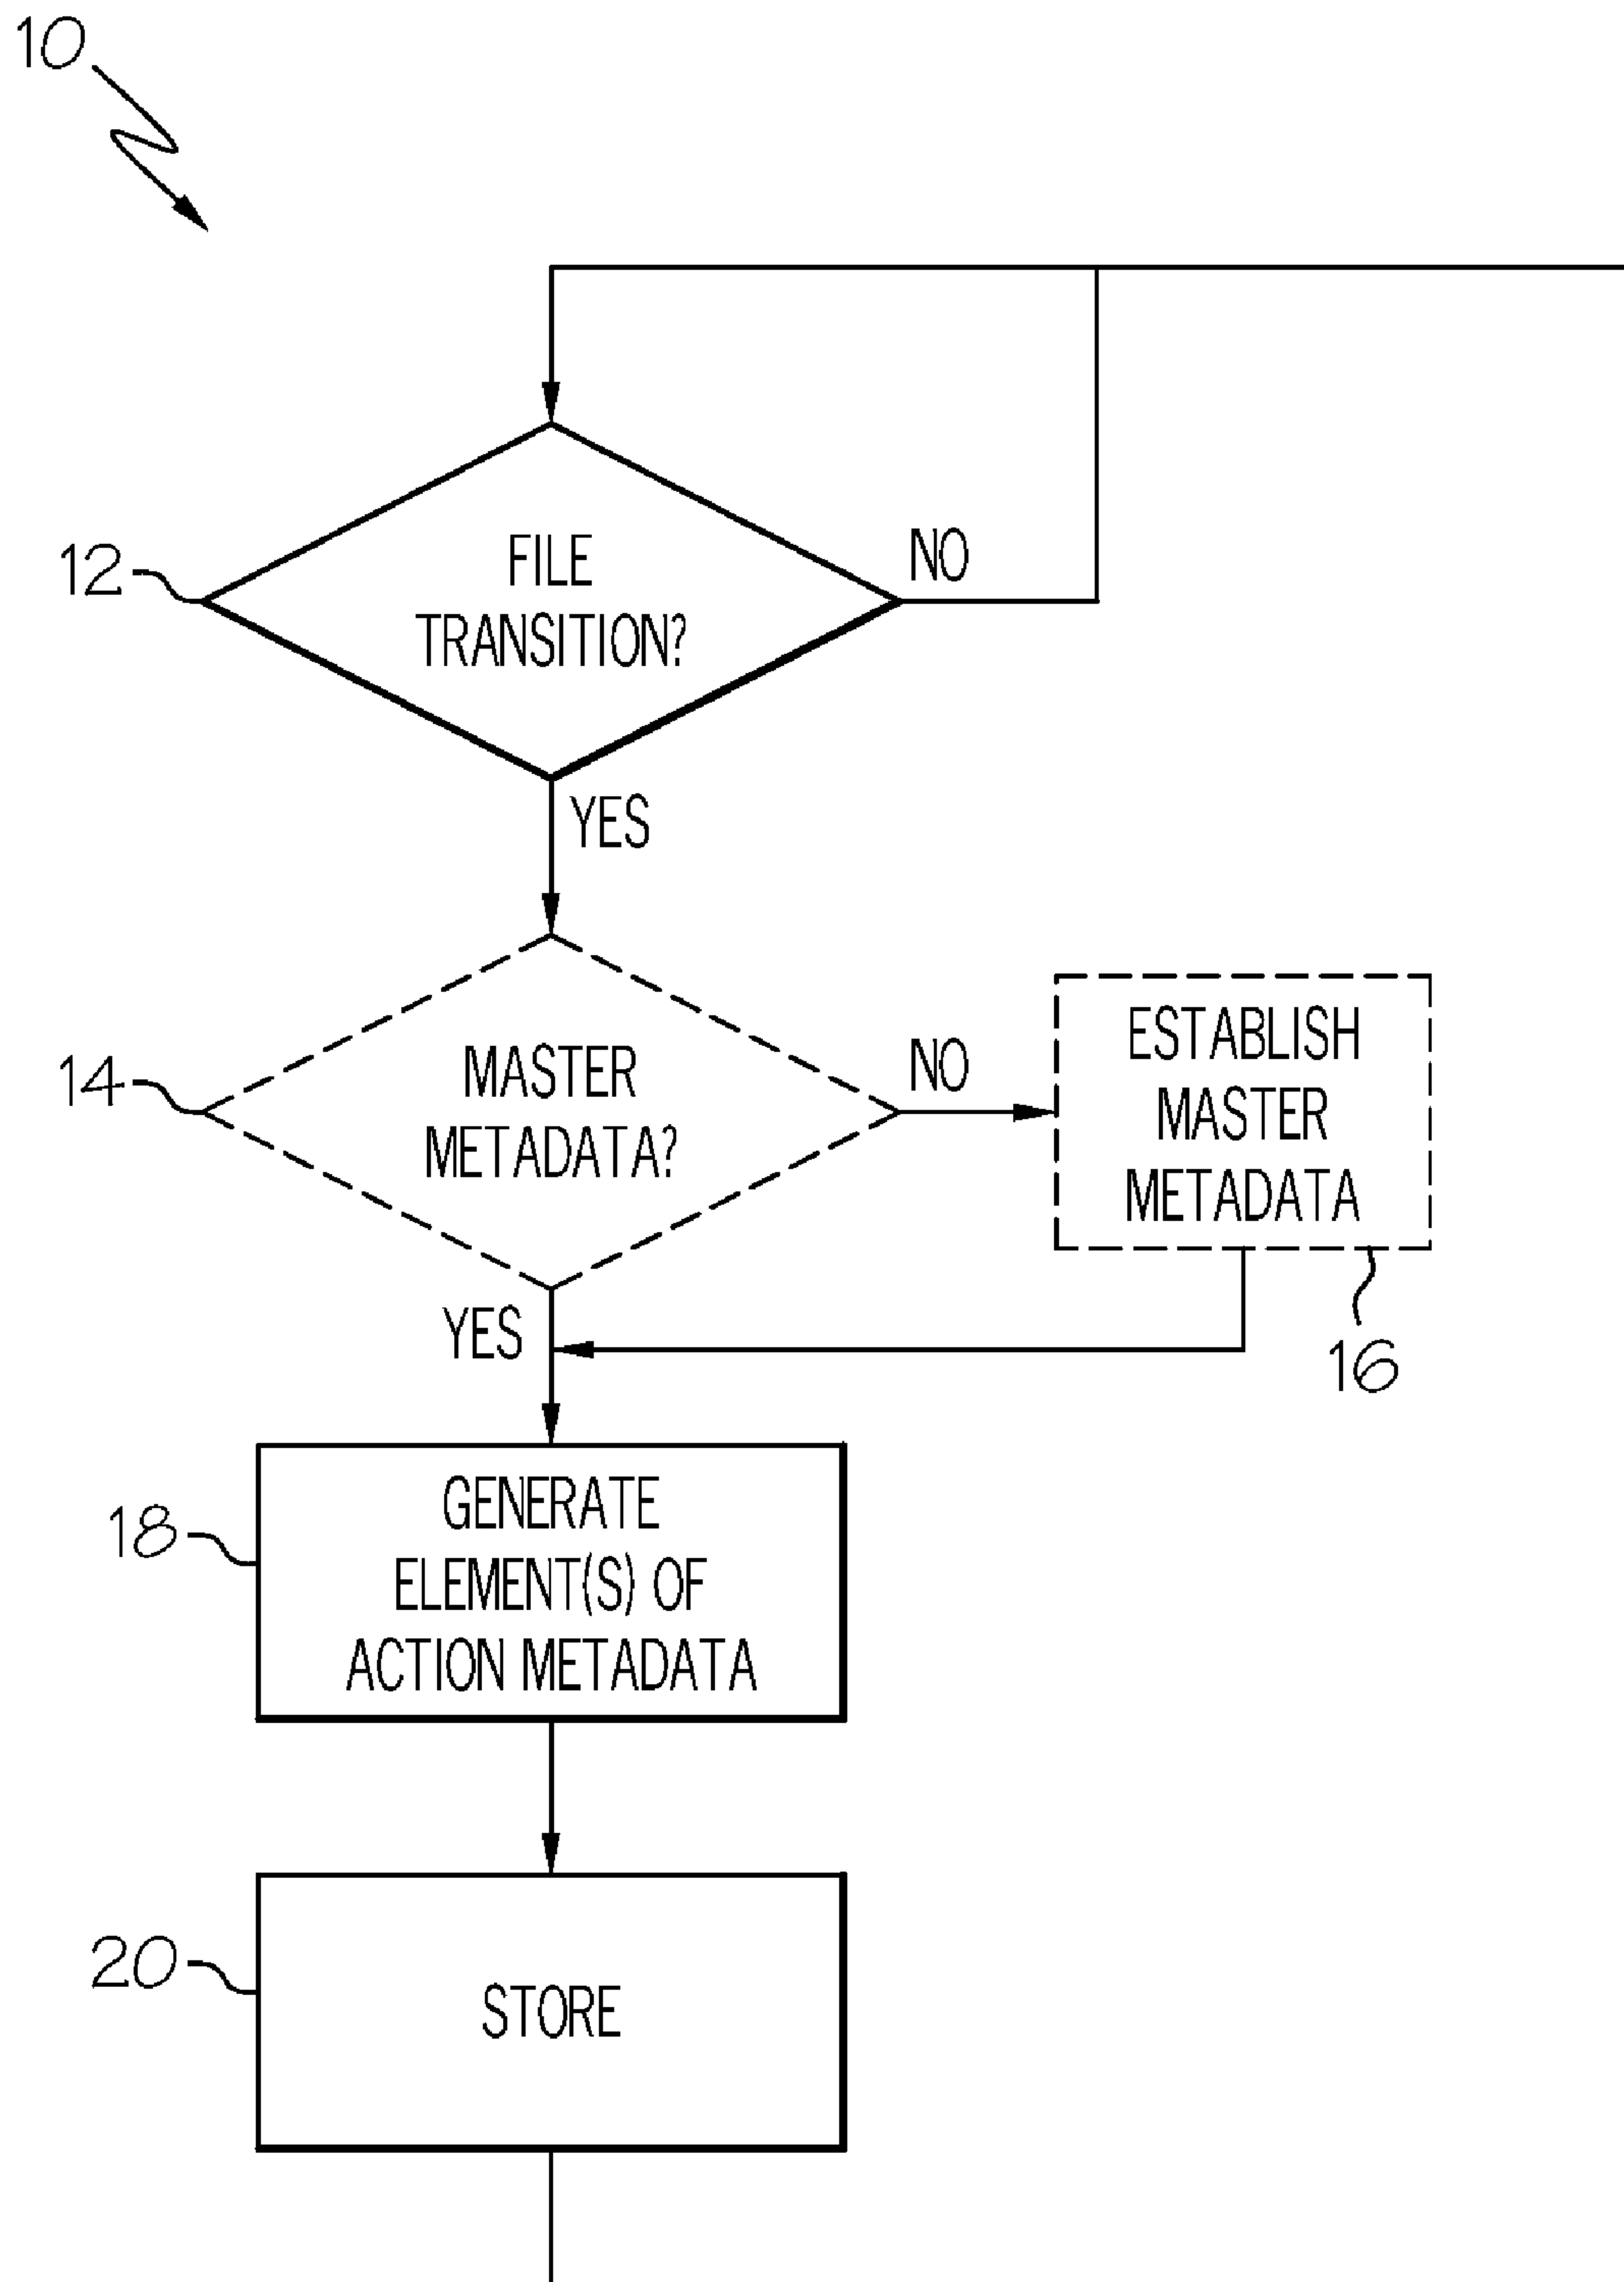 10
12
FILE
TRANSITION?
NO
YES
14
MASTER
METADATA?
NO
ESTABLISH
MASTER
METADATA
YES
16
18
GENERATE
ELEMENT(S) OF
ACTION METADATA
20
STORE